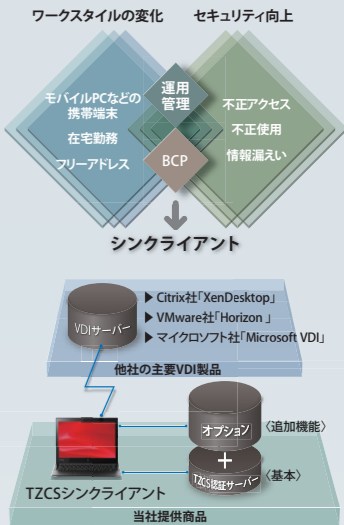 ワークスタイルの変化
セキュリティ向上
モバイルPCなどの
携帯端末
在宅勤務
フリーアドレス
運用
管理
BCP
不正アクセス
不正使用
情報漏えい
シンクライアント
VDIサーバー
▶ Citrix社「XenDesktop」
▶ VMware社「Horizon 」
▶ マイクロソフト社「Microsoft VDI」
他社の主要VDI製品
オプション
〈追加機能〉
+
TZCS認証サーバー
〈基本〉
TZCSシンクライアント
当社提供商品